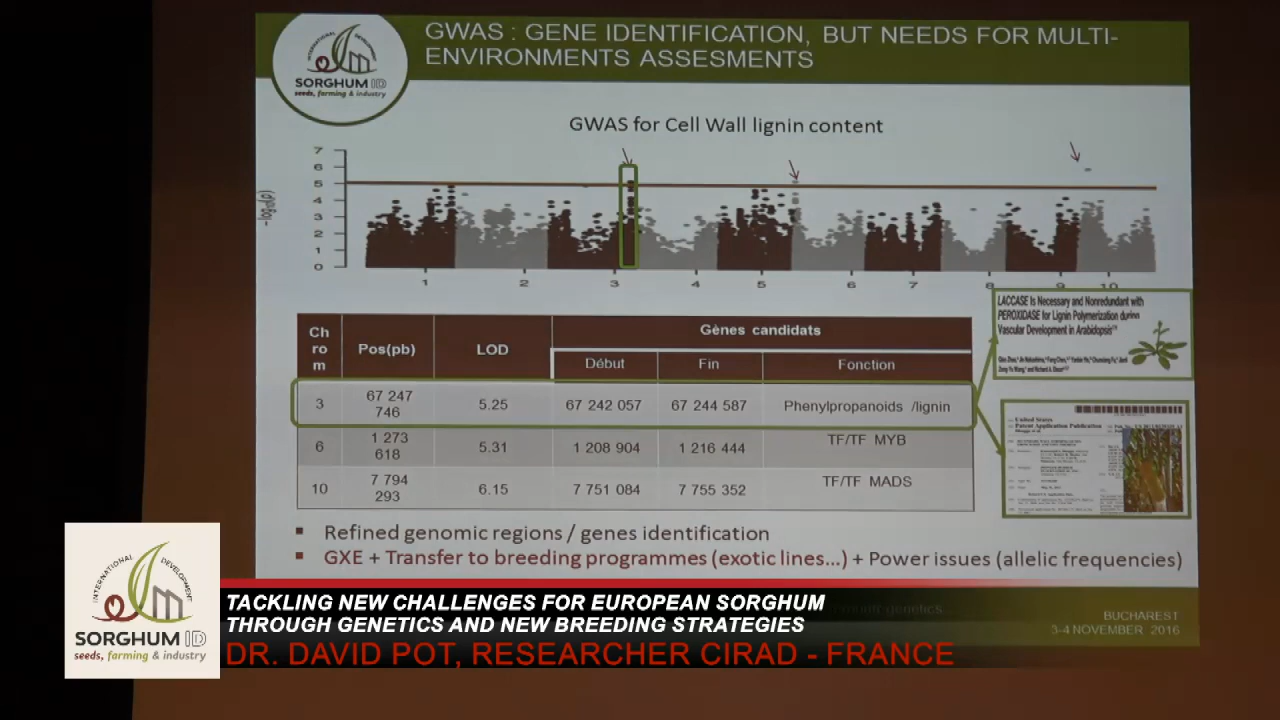 INTERNATIONAL DEVELOPMENT
SORGHUM ID
seeds, farming & industry
GWAS : GENE IDENTIFICATION, BUT NEEDS FOR MULTI-
ENVIRONMENTS ASSESMENTS
GWAS for Cell Wall lignin content
7
6
5
4
3
2
1
0
1 2 3 4 5 6 7 8 9 10
Chrom Pos(pb) LOD Gènes candidats
Début Fin Fonction
3 67 247 746 5.25 67 242 057 67 244 587 Phenylpropanoids /lignin
6 1 273 618 5.31 1 208 904 1 216 444 TF/TF MYB
10 7 794 293 6.15 7 751 084 7 755 352 TF/TF MADS
LACCASE Is Necessary and Nonredundant with
PEROXIDASE for Lignin Polymerization during
Vascular Development in Arabidopsis
United States
Patent Application Publication
Refined genomic regions / genes identification
GXE + Transfer to breeding programmes (exotic lines...) + Power issues (allelic frequencies)
BUCHAREST
3-4 NOVEMBER 2016
INTERNATIONAL DEVELOPMENT
SORGHUM ID
seeds, farming & industry
TACKLING NEW CHALLENGES FOR EUROPEAN SORGHUM
THROUGH GENETICS AND NEW BREEDING STRATEGIES
DR. DAVID POT, RESEARCHER CIRAD - FRANCE